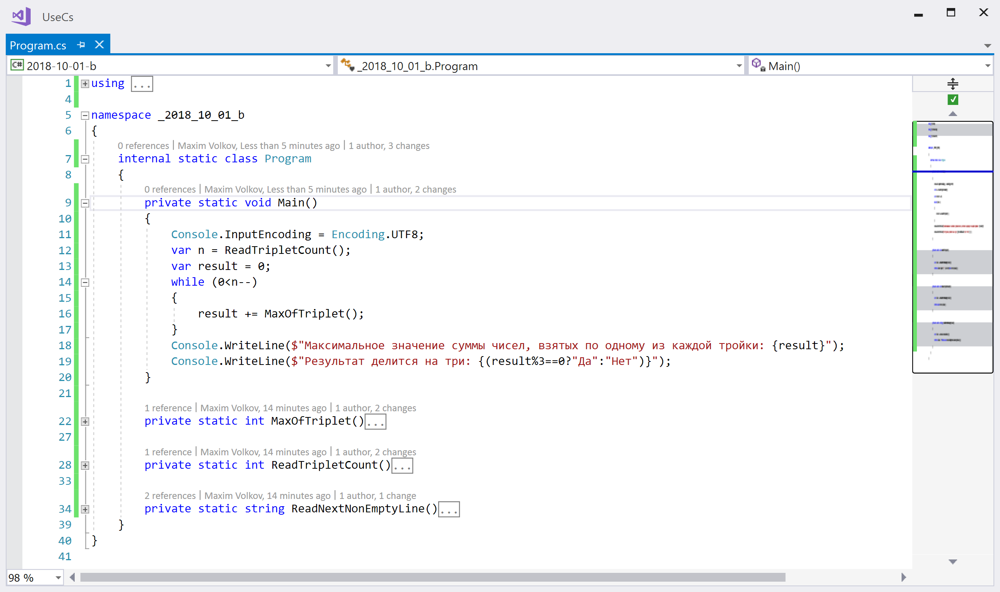 UseCs
Program.cs
C# 2018-10-01-b _2018_10_01_b.Program Main()
1 using ...
4
5 namespace _2018_10_01_b
6 {
0 references | Maxim Volkov, Less than 5 minutes ago | 1 author, 3 changes
7 internal static class Program
8 {
0 references | Maxim Volkov, Less than 5 minutes ago | 1 author, 2 changes
9 private static void Main()
10 {
11 Console.InputEncoding = Encoding.UTF8;
12 var n = ReadTripletCount();
13 var result = 0;
14 while (0<n--)
15 {
16 result += MaxOfTriplet();
17 }
18 Console.WriteLine($"Максимальное значение суммы чисел, взятых по одному из каждой тройки: {result}");
19 Console.WriteLine($"Результат делится на три: {(result%3==0?"Да":"Нет")}");
20 }
21
1 reference | Maxim Volkov, 14 minutes ago | 1 author, 2 changes
22 private static int MaxOfTriplet()...
27
1 reference | Maxim Volkov, 14 minutes ago | 1 author, 2 changes
28 private static int ReadTripletCount()...
33
2 references | Maxim Volkov, 14 minutes ago | 1 author, 1 change
34 private static string ReadNextNonEmptyLine()...
39 }
40 }
41
98 %